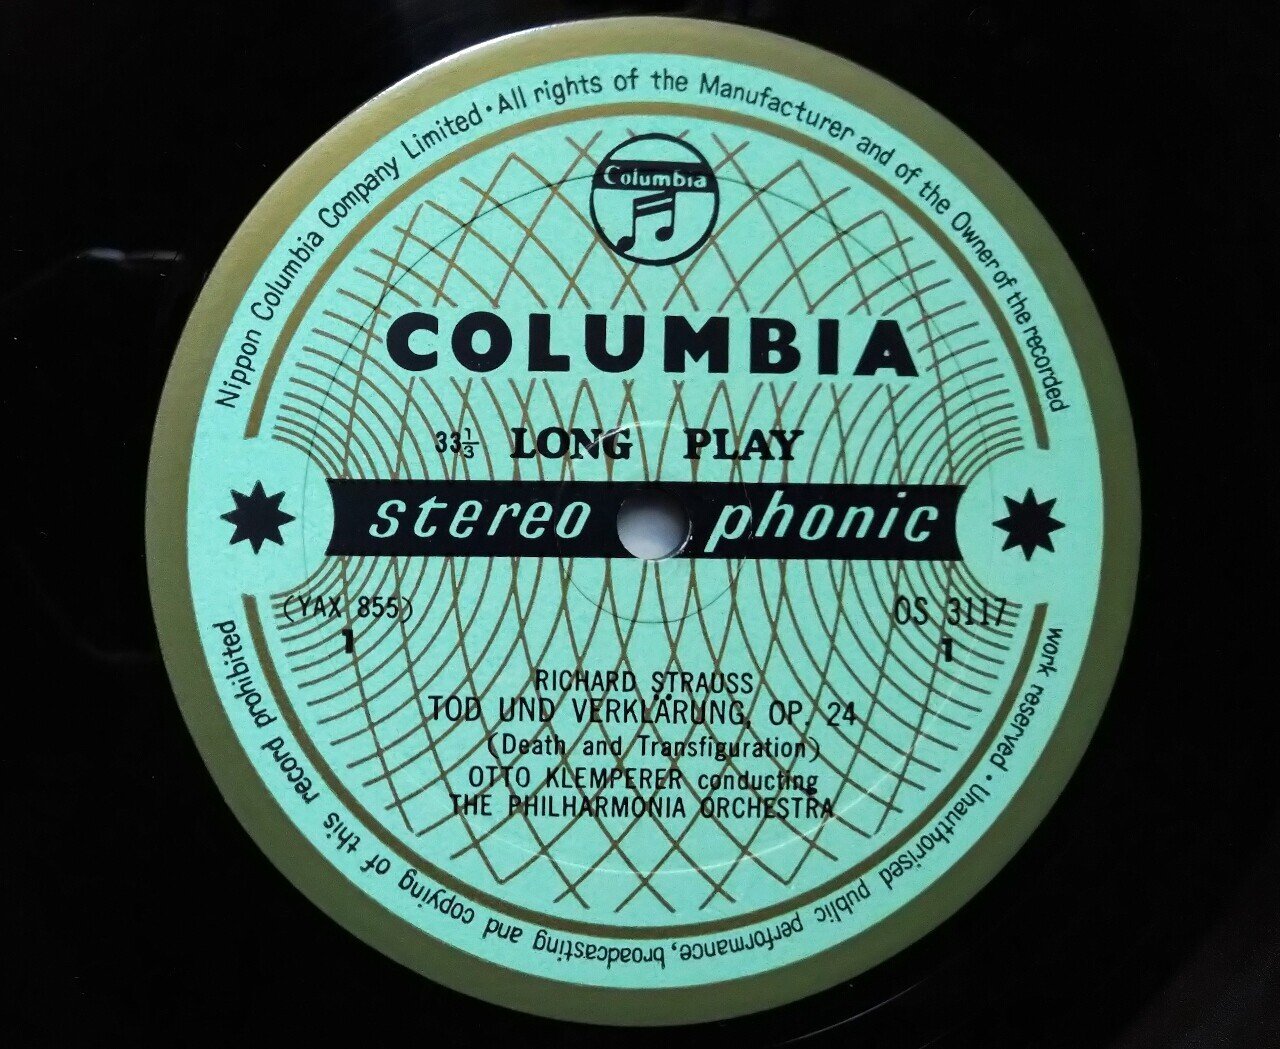 Nippon Columbia Company Limited · All rights of the Manufacturer and of the Owner of the recorded
work reserved · Unauthorised public performance, broadcasting and copying of this record prohibited
Columbia
COLUMBIA
33⅓ LONG PLAY
stereo phonic
(YAX 855) OS 3117
1 1
RICHARD STRAUSS
TOD UND VERKLÄRUNG, OP. 24
(Death and Transfiguration)
OTTO KLEMPERER conducting
THE PHILHARMONIA ORCHESTRA